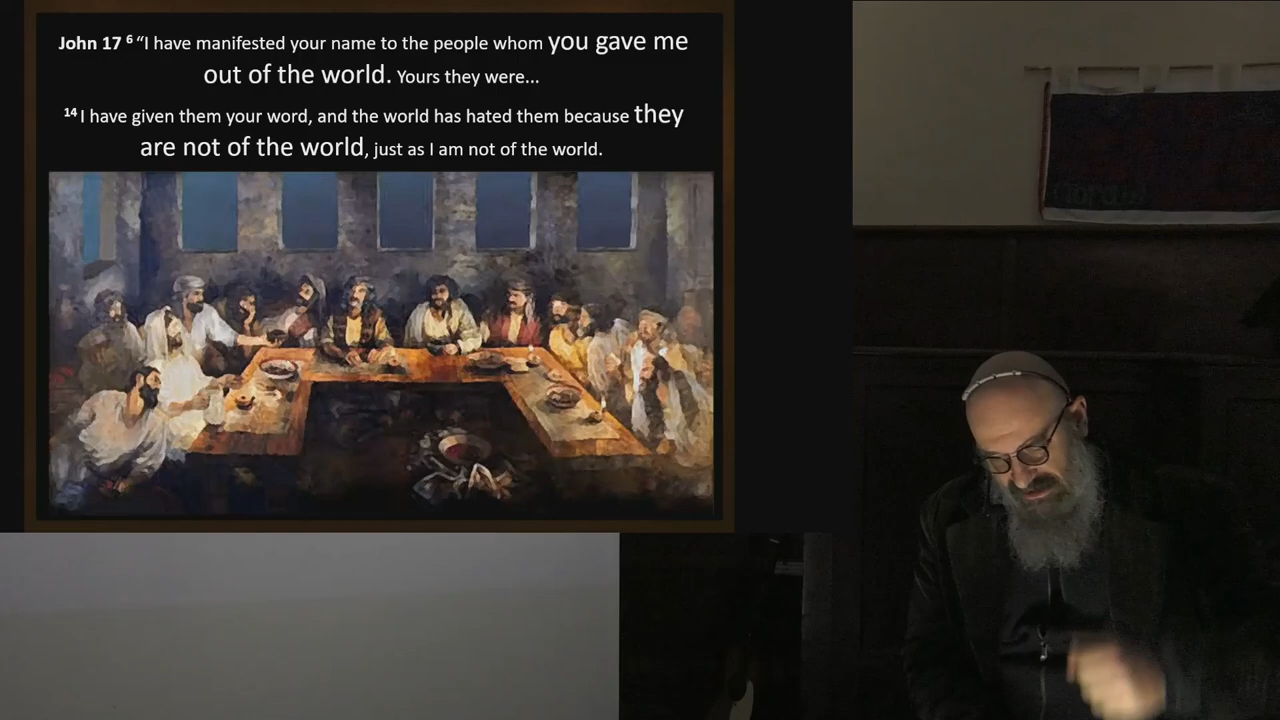 John 17 6 “I have manifested your name to the people whom you gave me
out of the world. Yours they were...
14 I have given them your word, and the world has hated them because they
are not of the world, just as I am not of the world.